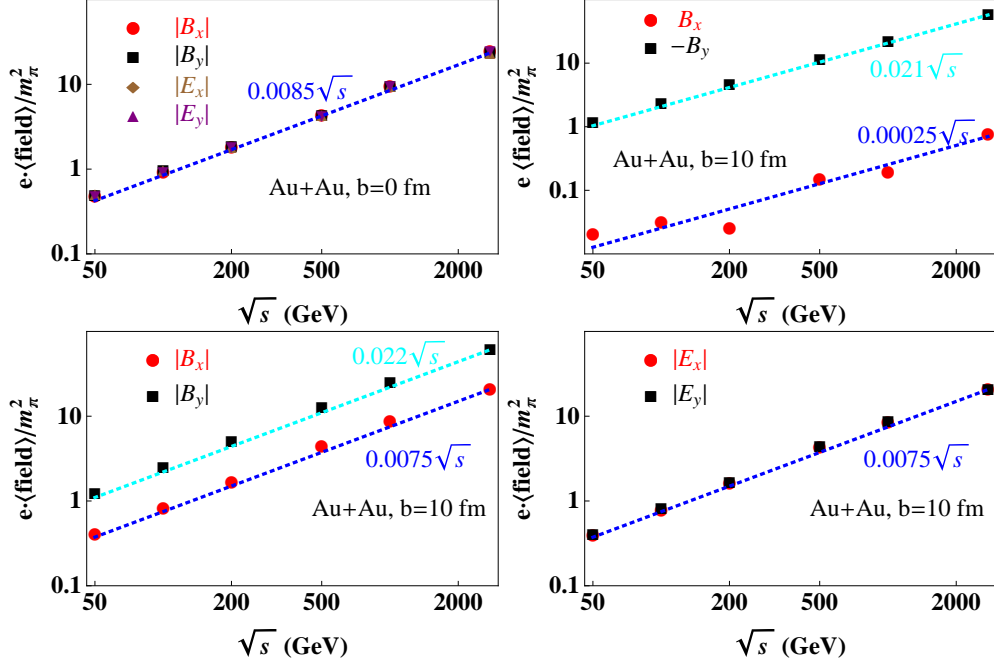 |B_x|
|B_y|
|E_x|
|E_y|
0.0085√s
Au+Au, b=0 fm
e·⟨field⟩/m_π^2
10
1
0.1
50 200 500 2000
√s (GeV)
B_x
-B_y
0.021√s
0.00025√s
Au+Au, b=10 fm
e ⟨field⟩/m_π^2
10
1
0.1
50 200 500 2000
√s (GeV)
|B_x|
|B_y|
0.022√s
0.0075√s
Au+Au, b=10 fm
e·⟨field⟩/m_π^2
10
1
0.1
50 200 500 2000
√s (GeV)
|E_x|
|E_y|
0.0075√s
Au+Au, b=10 fm
e·⟨field⟩/m_π^2
10
1
0.1
50 200 500 2000
√s (GeV)